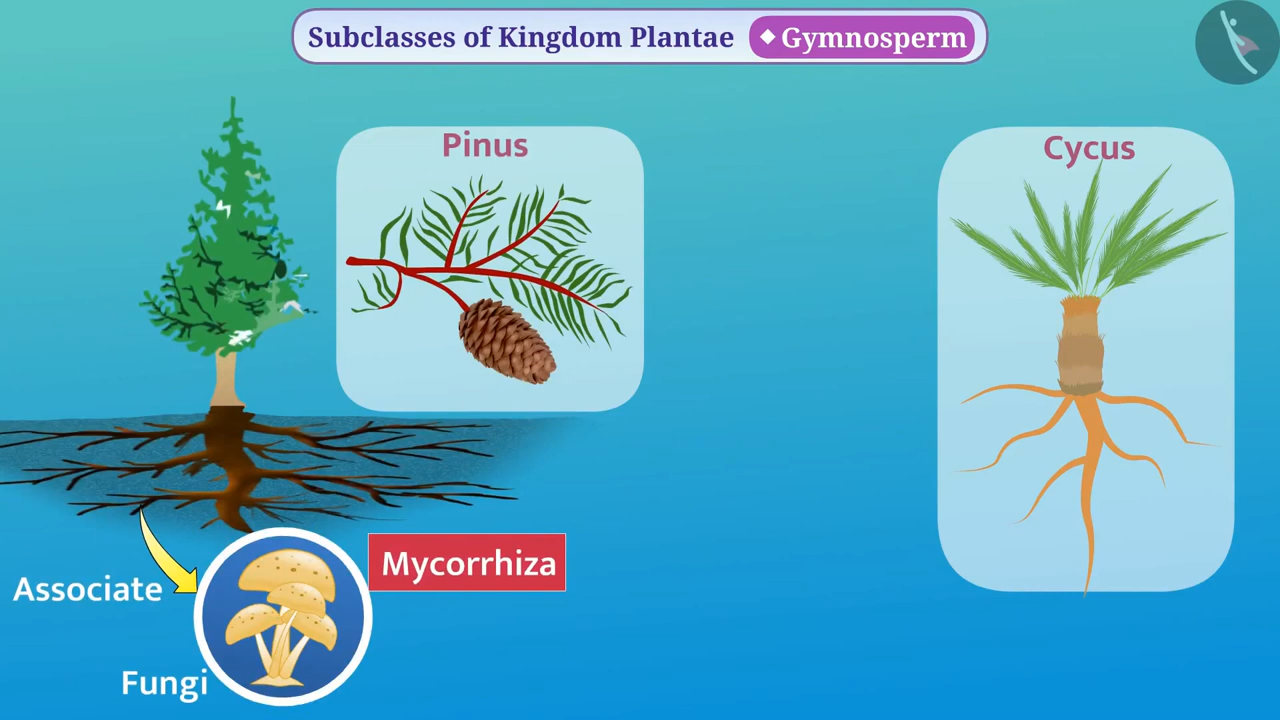 Subclasses of Kingdom Plantae ◆ Gymnosperm
Pinus
Cycus
Mycorrhiza
Associate
Fungi